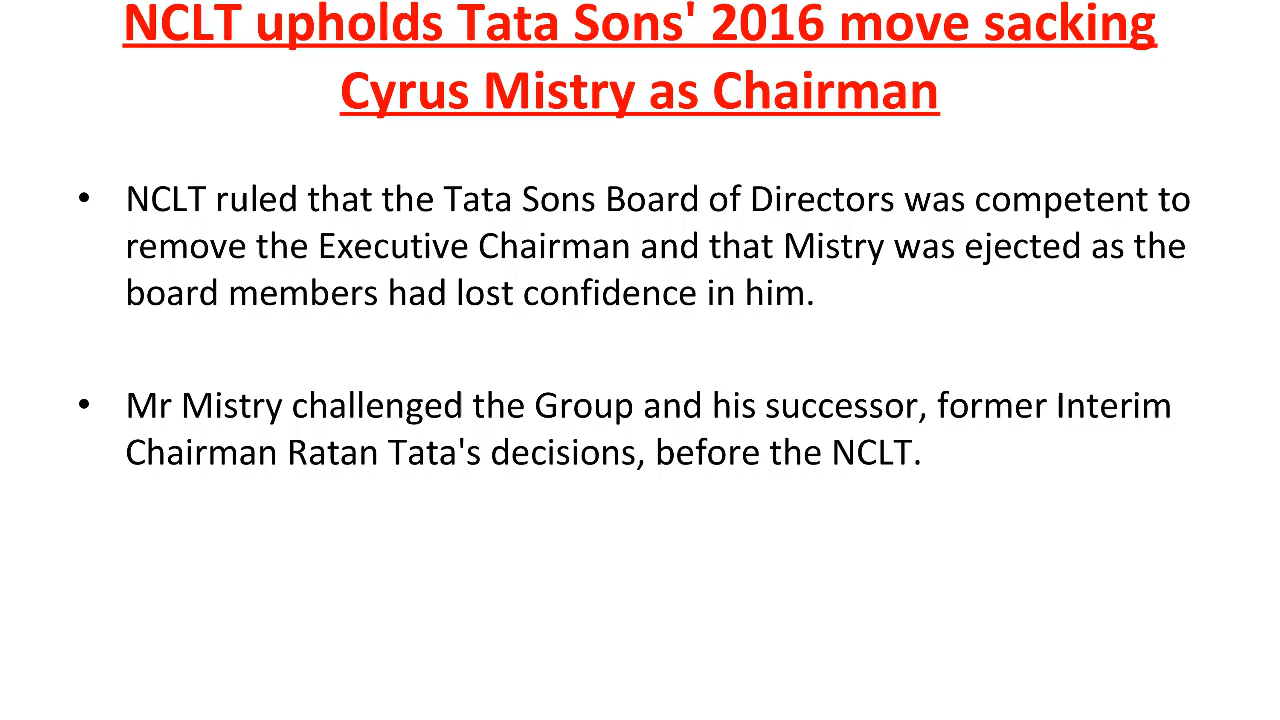 NCLT upholds Tata Sons' 2016 move sacking
Cyrus Mistry as Chairman
• NCLT ruled that the Tata Sons Board of Directors was competent to
remove the Executive Chairman and that Mistry was ejected as the
board members had lost confidence in him.
• Mr Mistry challenged the Group and his successor, former Interim
Chairman Ratan Tata's decisions, before the NCLT.